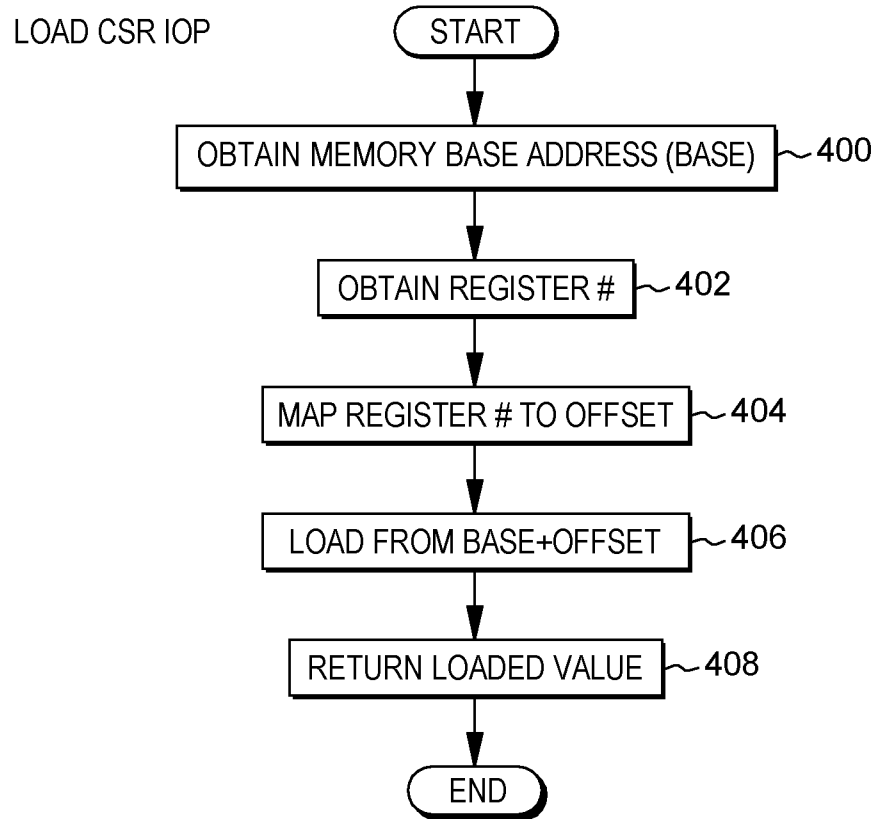 LOAD CSR IOP
START
OBTAIN MEMORY BASE ADDRESS (BASE) 400
OBTAIN REGISTER # 402
MAP REGISTER # TO OFFSET 404
LOAD FROM BASE+OFFSET 406
RETURN LOADED VALUE 408
END